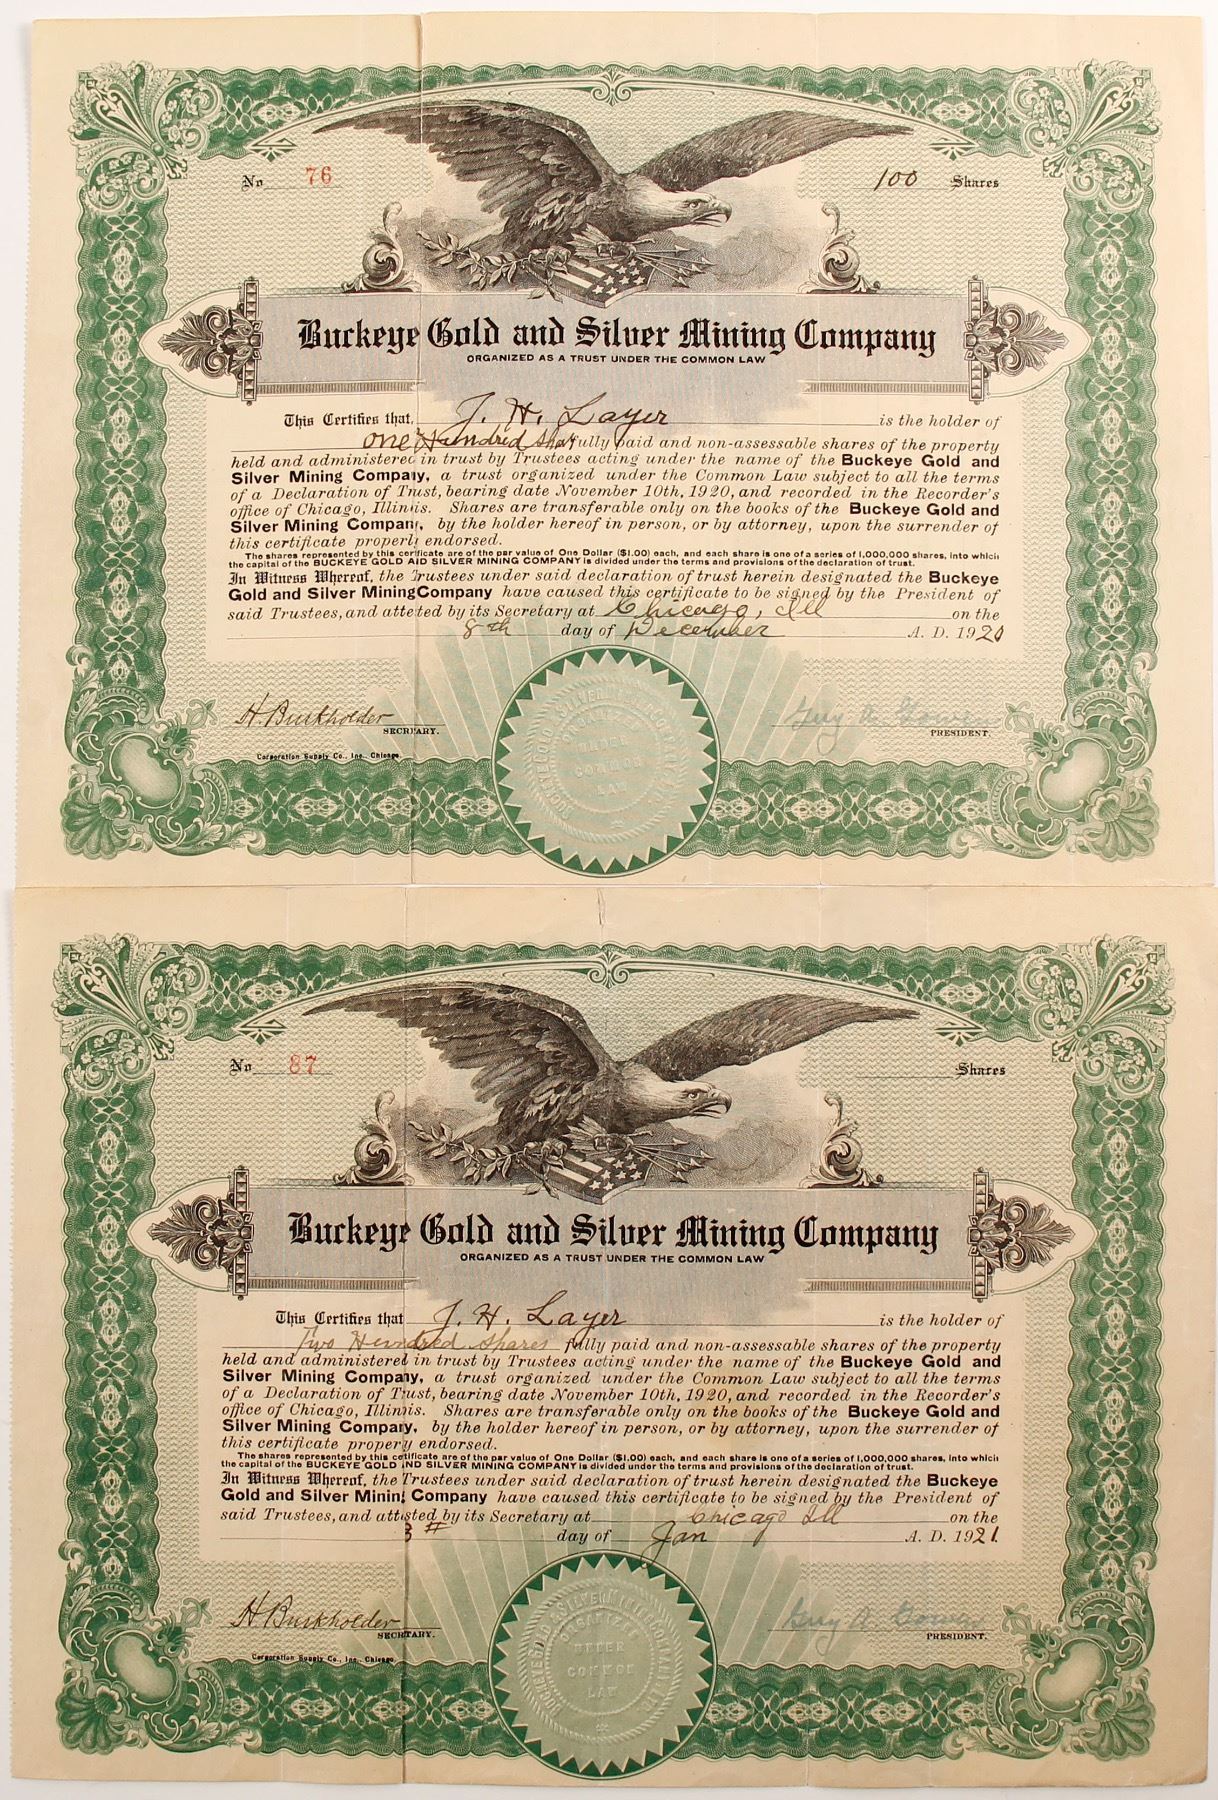 No 76
100 Shares
Buckeye Gold and Silver Mining Company
ORGANIZED AS A TRUST UNDER THE COMMON LAW
This Certifies that J. H. Layer is the holder of
One Hundred shares fully paid and non-assessable shares of the property
held and administered in trust by Trustees acting under the name of the Buckeye Gold and
Silver Mining Company, a trust organized under the Common Law subject to all the terms
of a Declaration of Trust, bearing date November 10th, 1920, and recorded in the Recorder's
office of Chicago, Illinois. Shares are transferable only on the books of the Buckeye Gold and
Silver Mining Company, by the holder hereof in person, or by attorney, upon the surrender of
this certificate properly endorsed.
The shares represented by this certificate are of the par value of One Dollar ($1.00) each, and each share is one of a series of 1,000,000 shares, into which
the capital of the BUCKEYE GOLD AND SILVER MINING COMPANY is divided under the terms and provisions of the declaration of trust.
In Witness Whereof, the Trustees under said declaration of trust herein designated the Buckeye
Gold and Silver Mining Company have caused this certificate to be signed by the President of
said Trustees, and attested by its Secretary at Chicago, Ill on the
8th day of December A. D. 1920
H. Burkholder
SECRETARY.
Guy A.
PRESIDENT.
Corporation Supply Co., Inc., Chicago.
ORGANIZED
UNDER
COMMON
LAW
No 87
Shares
Buckeye Gold and Silver Mining Company
ORGANIZED AS A TRUST UNDER THE COMMON LAW
This Certifies that J. H. Layer is the holder of
Two Hundred shares fully paid and non-assessable shares of the property
held and administered in trust by Trustees acting under the name of the Buckeye Gold and
Silver Mining Company, a trust organized under the Common Law subject to all the terms
of a Declaration of Trust, bearing date November 10th, 1920, and recorded in the Recorder's
office of Chicago, Illinois. Shares are transferable only on the books of the Buckeye Gold and
Silver Mining Company, by the holder hereof in person, or by attorney, upon the surrender of
this certificate propery endorsed.
The shares represented by this certificate are of the par value of One Dollar ($1.00) each, and each share is one of a series of 1,000,000 shares, into which
the capital of the BUCKEYE GOLD AND SILVER MINING COMPANY is divided under the terms and provisions of the declaration of trust.
In Witness Whereof, the Trustees under said declaration of trust herein designated the Buckeye
Gold and Silver Mining Company have caused this certificate to be signed by the President of
said Trustees, and attested by its Secretary at Chicago Ill on the
day of Jan A. D. 1921.
H. Burkholder
SECRETARY.
Guy
PRESIDENT.
Corporation Supply Co., Inc., Chicago.
BUCKEYE GOLD & SILVER MINING COMPANY
ORGANIZED
UNDER
COMMON
LAW